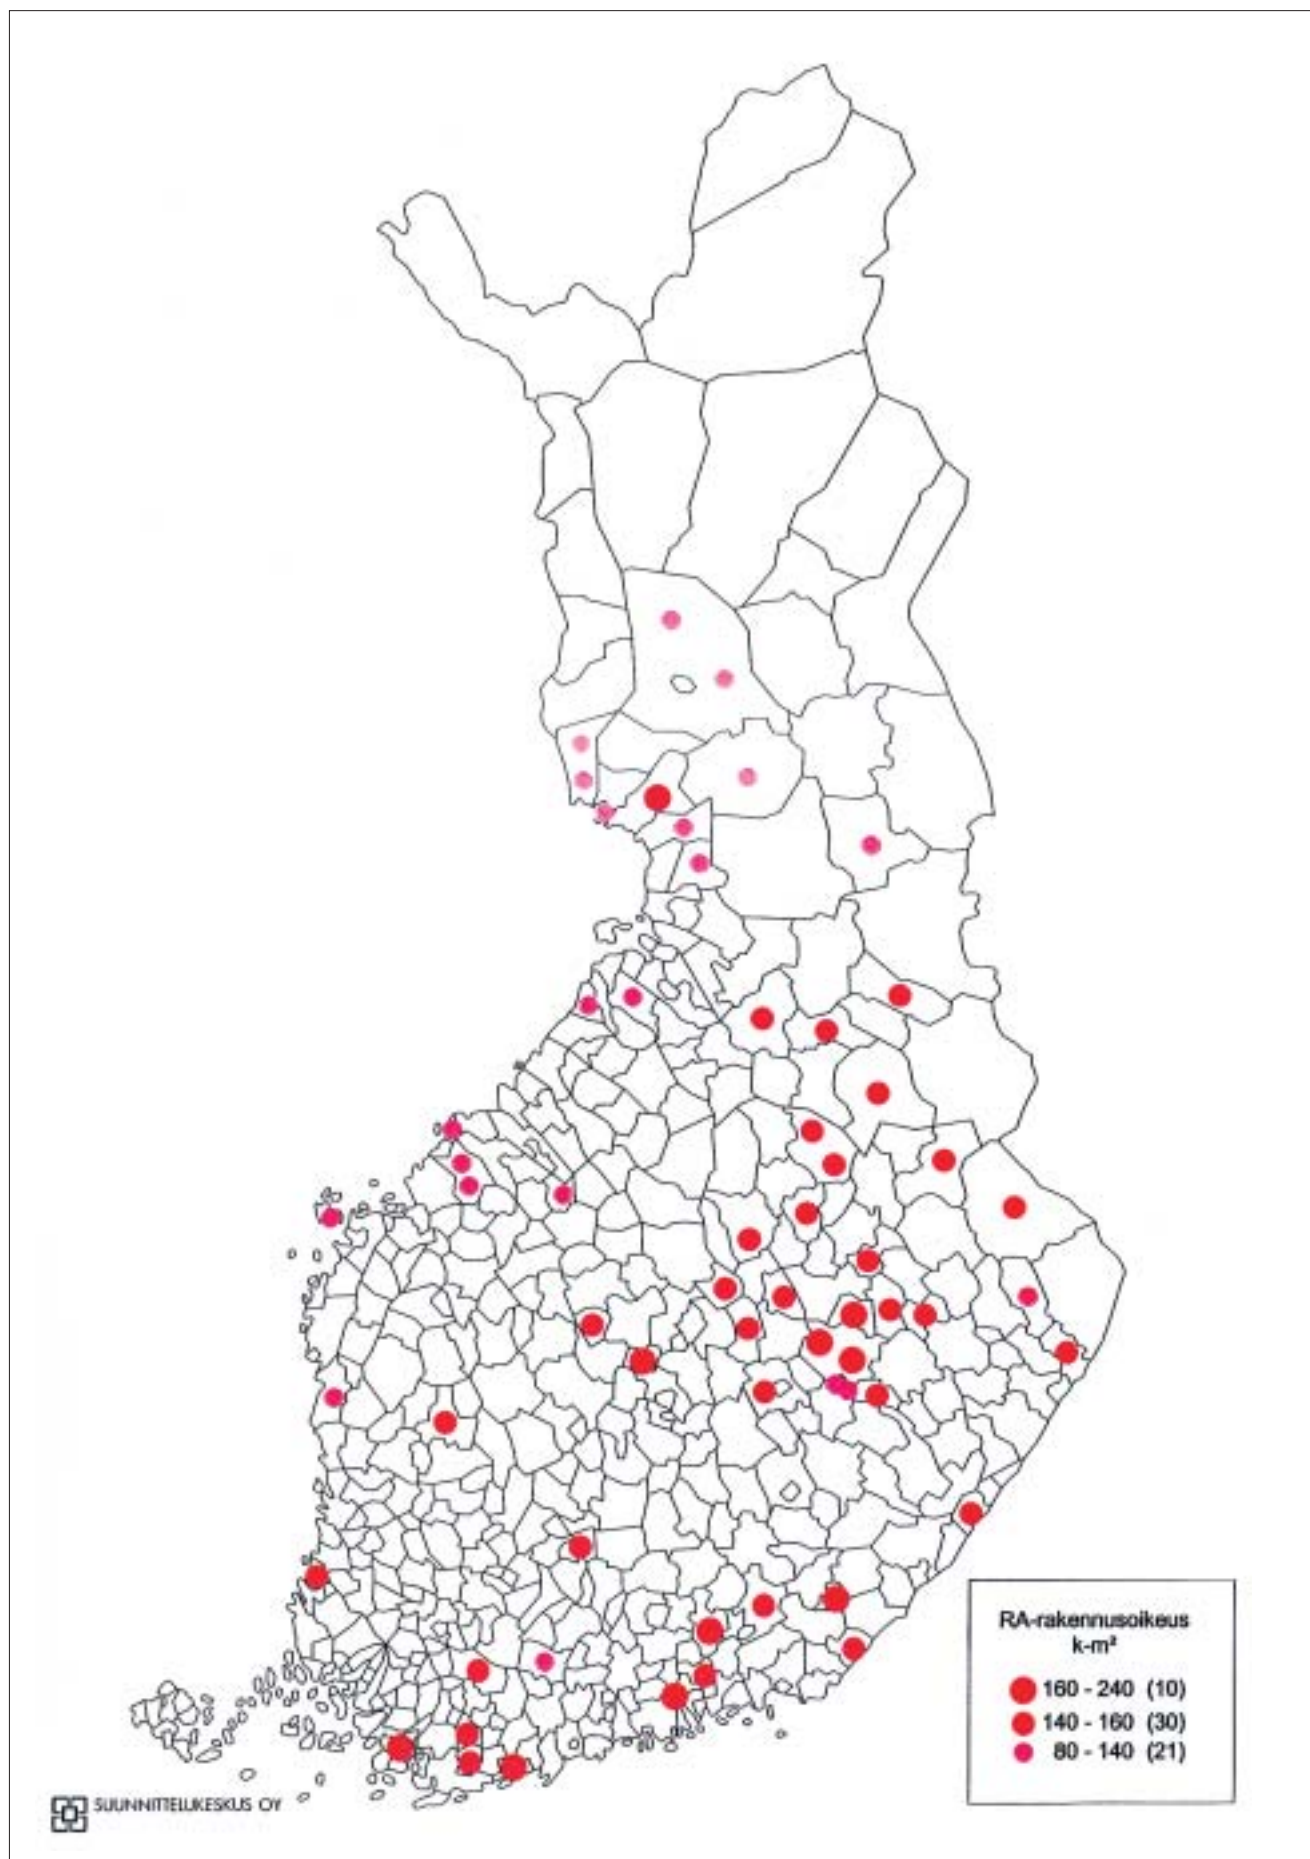 RA-rakennusoikeus
k-m²
160 - 240 (10)
140 - 160 (30)
80 - 140 (21)
SUUNNITTELUKESKUS OY